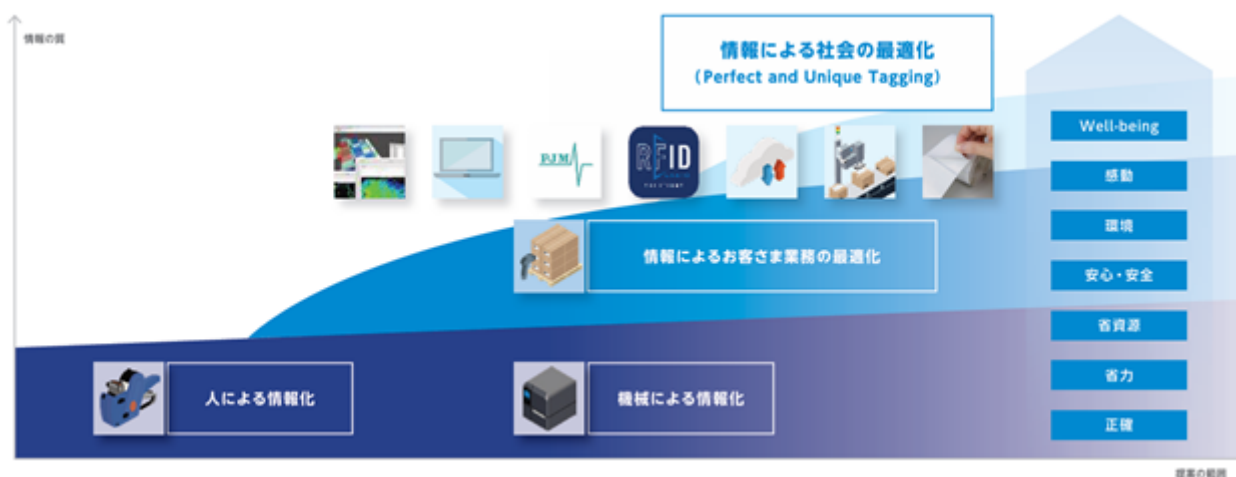 情報の質
情報による社会の最適化
(Perfect and Unique Tagging)
Well-being
PJM
RFID
感動
環境
情報によるお客さま業務の最適化
安心・安全
省資源
人による情報化
機械による情報化
省力
正確
提案の範囲